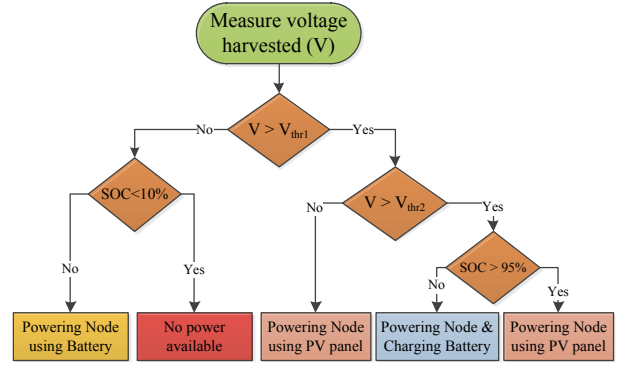 Measure voltage
harvested (V)
V > Vthr1
No
Yes
SOC<10%
V > Vthr2
No
Yes
SOC > 95%
No
Yes
No
Yes
Powering Node
using Battery
No power
available
Powering Node
using PV panel
Powering Node &
Charging Battery
Powering Node
using PV panel